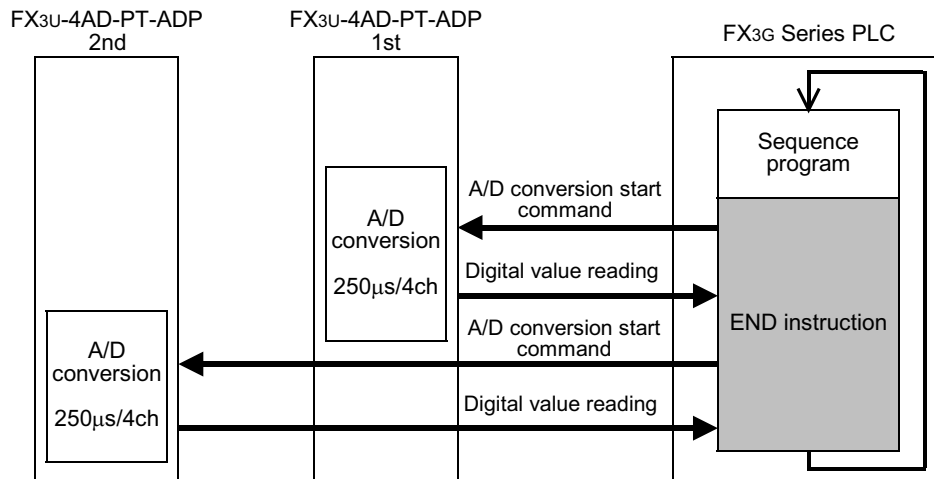 FX3U-4AD-PT-ADP
2nd
FX3U-4AD-PT-ADP
1st
FX3G Series PLC
Sequence
program
A/D conversion start
command
A/D
conversion
250μs/4ch
Digital value reading
END instruction
A/D conversion start
command
A/D
conversion
250μs/4ch
Digital value reading